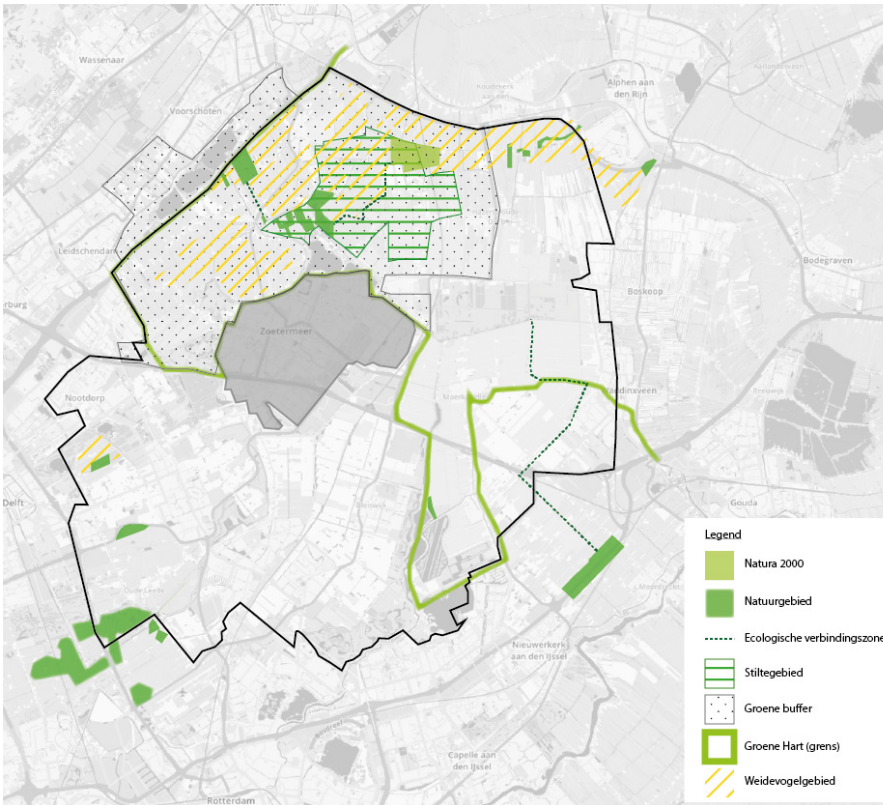 Wassenaar
Alphen aan
den Rijn
Voorschoten
Koudekerk
Leidschendam
Bodegraven
Boskoop
Zoetermeer
Nootdorp
Delft
Gouda
Legend
Natura 2000
Natuurgebied
Ecologische verbindingszone
Stiltegebied
Groene buffer
Groene Hart (grens)
Weidevogelgebied
Nieuwerkerk
aan den IJssel
Capelle aan
den IJssel
Rotterdam